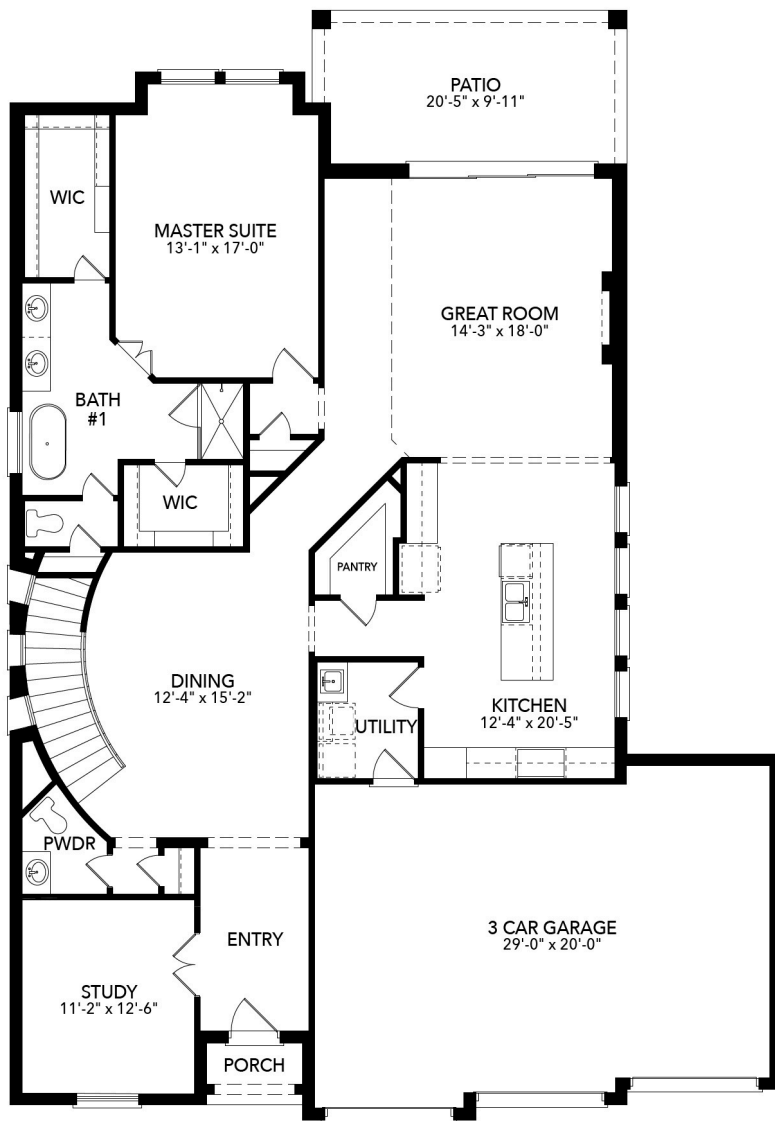 PATIO
20'-5" x 9'-11"
WIC
MASTER SUITE
13'-1" x 17'-0"
GREAT ROOM
14'-3" x 18'-0"
BATH
#1
WIC
PANTRY
DINING
12'-4" x 15'-2"
KITCHEN
12'-4" x 20'-5"
UTILITY
PWDR
3 CAR GARAGE
29'-0" x 20'-0"
ENTRY
STUDY
11'-2" x 12'-6"
PORCH